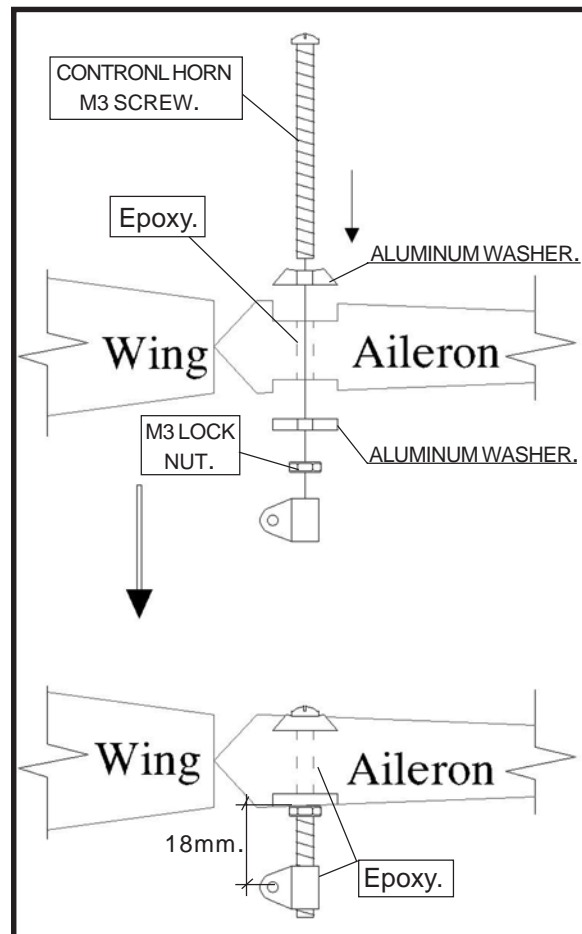 CONTRONL HORN
M3 SCREW.
Epoxy.
ALUMINUM WASHER.
Wing
Aileron
M3 LOCK
NUT.
ALUMINUM WASHER.
Wing
Aileron
18mm.
Epoxy.